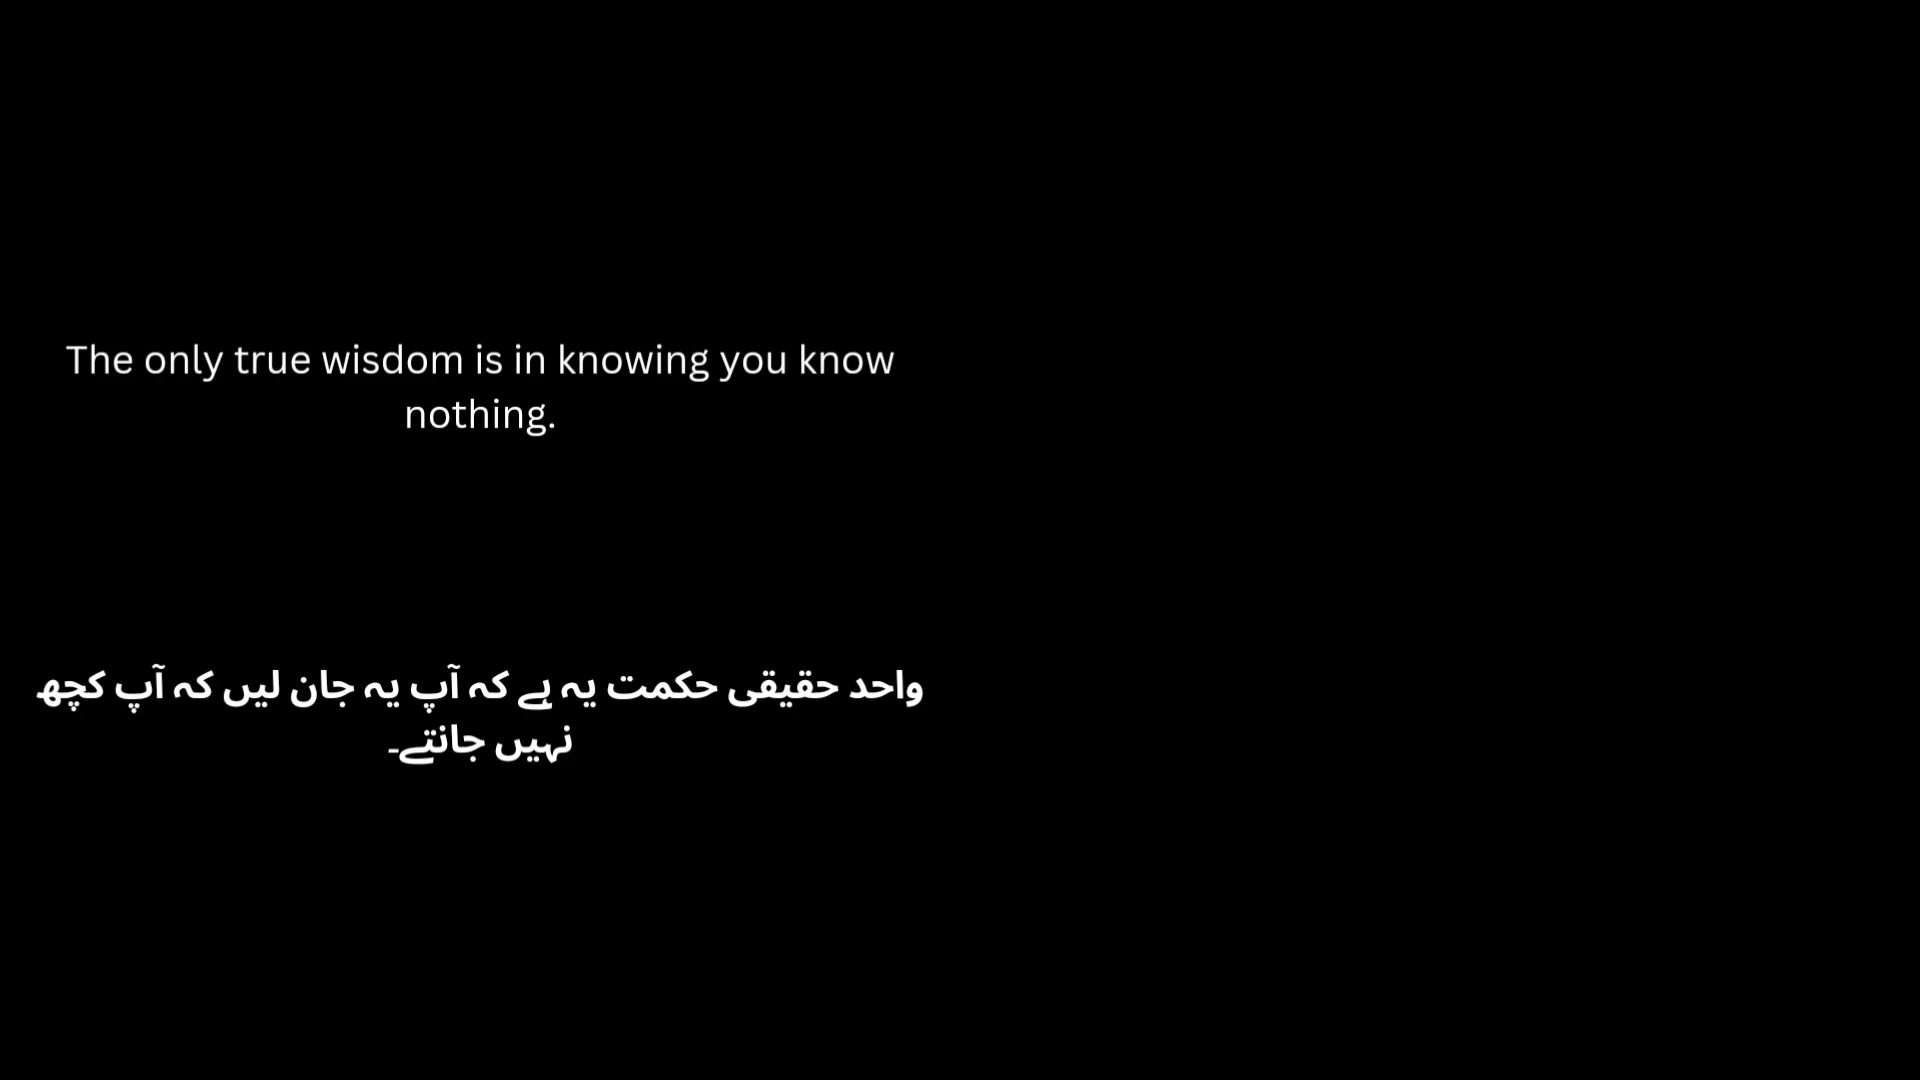 The only true wisdom is in knowing you know
nothing.
واحد حقیقی حکمت یہ ہے کہ آپ یہ جان لیں کہ آپ کچھ
نہیں جانتے۔